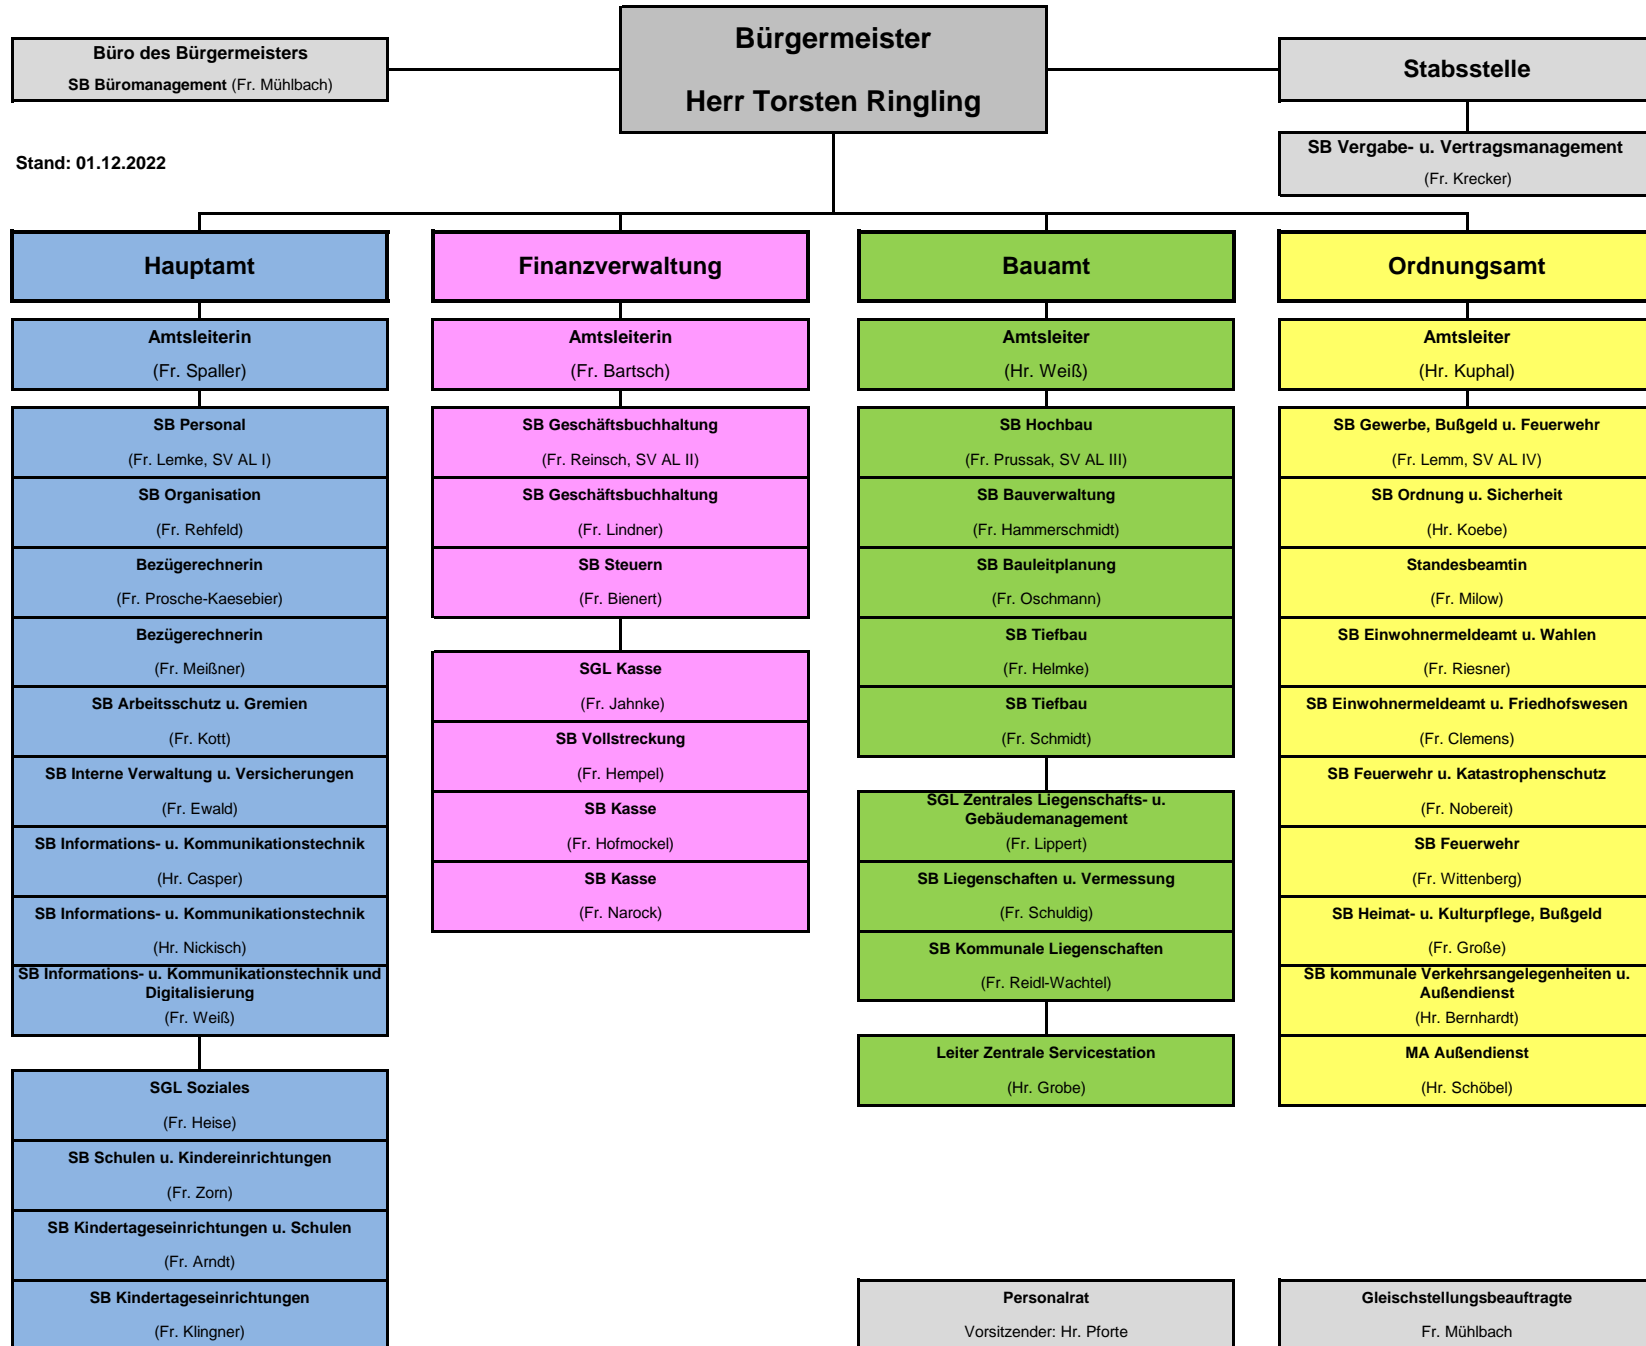 Büro des Bürgermeisters
SB Büromanagement (Fr. Mühlbach)
Bürgermeister
Herr Torsten Ringling
Stabsstelle
SB Vergabe- u. Vertragsmanagement
(Fr. Krecker)
Stand: 01.12.2022
Hauptamt
Amtsleiterin
(Fr. Spaller)
SB Personal
(Fr. Lemke, SV AL I)
SB Organisation
(Fr. Rehfeld)
Bezügerechnerin
(Fr. Prosche-Kaesebier)
Bezügerechnerin
(Fr. Meißner)
SB Arbeitsschutz u. Gremien
(Fr. Kott)
SB Interne Verwaltung u. Versicherungen
(Fr. Ewald)
SB Informations- u. Kommunikationstechnik
(Hr. Casper)
SB Informations- u. Kommunikationstechnik
(Hr. Nickisch)
SB Informations- u. Kommunikationstechnik und
Digitalisierung
(Fr. Weiß)
SGL Soziales
(Fr. Heise)
SB Schulen u. Kindereinrichtungen
(Fr. Zorn)
SB Kindertageseinrichtungen u. Schulen
(Fr. Arndt)
SB Kindertageseinrichtungen
(Fr. Klingner)
Finanzverwaltung
Amtsleiterin
(Fr. Bartsch)
SB Geschäftsbuchhaltung
(Fr. Reinsch, SV AL II)
SB Geschäftsbuchhaltung
(Fr. Lindner)
SB Steuern
(Fr. Bienert)
SGL Kasse
(Fr. Jahnke)
SB Vollstreckung
(Fr. Hempel)
SB Kasse
(Fr. Hofmockel)
SB Kasse
(Fr. Narock)
Bauamt
Amtsleiter
(Hr. Weiß)
SB Hochbau
(Fr. Prussak, SV AL III)
SB Bauverwaltung
(Fr. Hammerschmidt)
SB Bauleitplanung
(Fr. Oschmann)
SB Tiefbau
(Fr. Helmke)
SB Tiefbau
(Fr. Schmidt)
SGL Zentrales Liegenschafts- u.
Gebäudemanagement
(Fr. Lippert)
SB Liegenschaften u. Vermessung
(Fr. Schuldig)
SB Kommunale Liegenschaften
(Fr. Reidl-Wachtel)
Leiter Zentrale Servicestation
(Hr. Grobe)
Ordnungsamt
Amtsleiter
(Hr. Kuphal)
SB Gewerbe, Bußgeld u. Feuerwehr
(Fr. Lemm, SV AL IV)
SB Ordnung u. Sicherheit
(Hr. Koebe)
Standesbeamtin
(Fr. Milow)
SB Einwohnermeldeamt u. Wahlen
(Fr. Riesner)
SB Einwohnermeldeamt u. Friedhofswesen
(Fr. Clemens)
SB Feuerwehr u. Katastrophenschutz
(Fr. Nobereit)
SB Feuerwehr
(Fr. Wittenberg)
SB Heimat- u. Kulturpflege, Bußgeld
(Fr. Große)
SB kommunale Verkehrsangelegenheiten u.
Außendienst
(Hr. Bernhardt)
MA Außendienst
(Hr. Schöbel)
Personalrat
Vorsitzender: Hr. Pforte
Gleischstellungsbeauftragte
Fr. Mühlbach